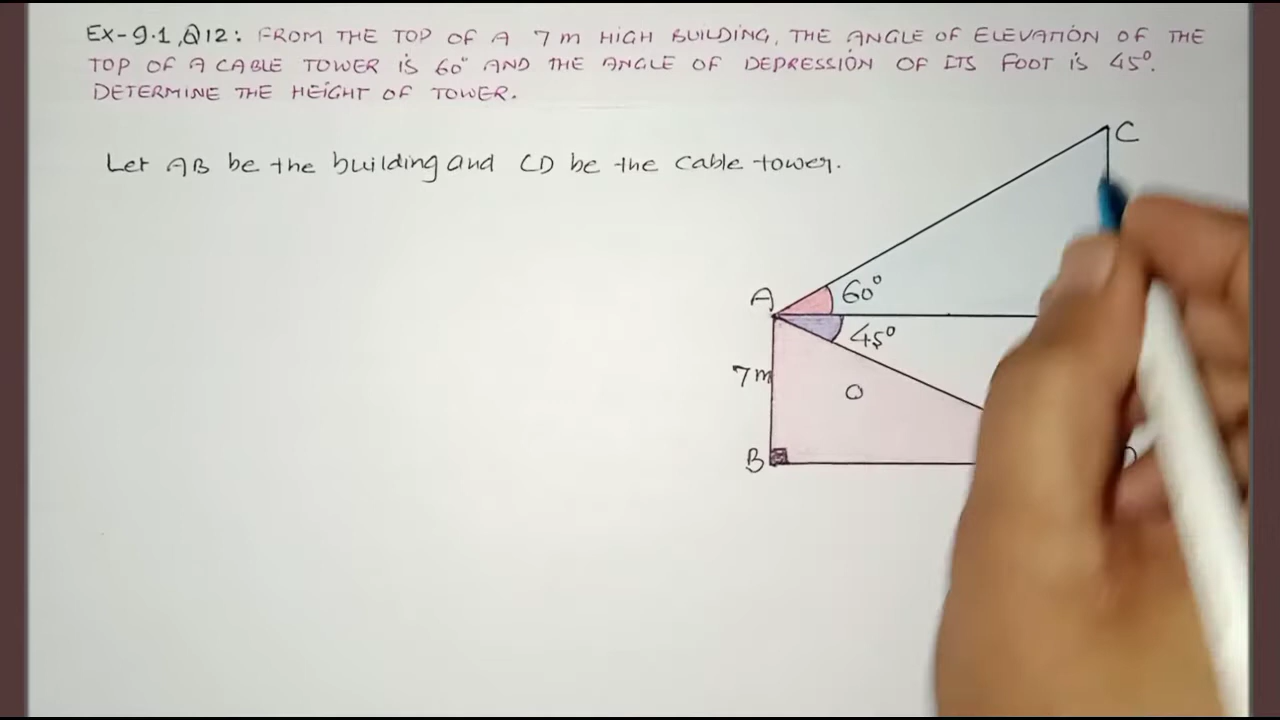 Ex-9.1, Q12: FROM THE TOP OF A 7m HIGH BUILDING, THE ANGLE OF ELEVATION OF THE
TOP OF A CABLE TOWER is 60° AND THE ANGLE OF DEPRESSION OF ITS FOOT is 45°.
DETERMINE THE HEIGHT OF TOWER.
Let AB be the building and CD be the Cable tower.
C
A
60°
45°
7m
O
B
D